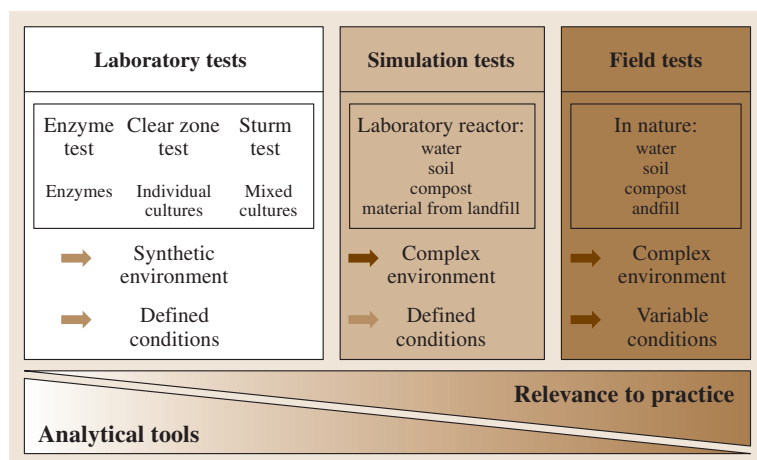 Laboratory tests
Enzyme test
Clear zone test
Sturm test
Enzymes
Individual cultures
Mixed cultures
Synthetic environment
Defined conditions
Simulation tests
Laboratory reactor:
water
soil
compost
material from landfill
Complex environment
Defined conditions
Field tests
In nature:
water
soil
compost
andfill
Complex environment
Variable conditions
Relevance to practice
Analytical tools